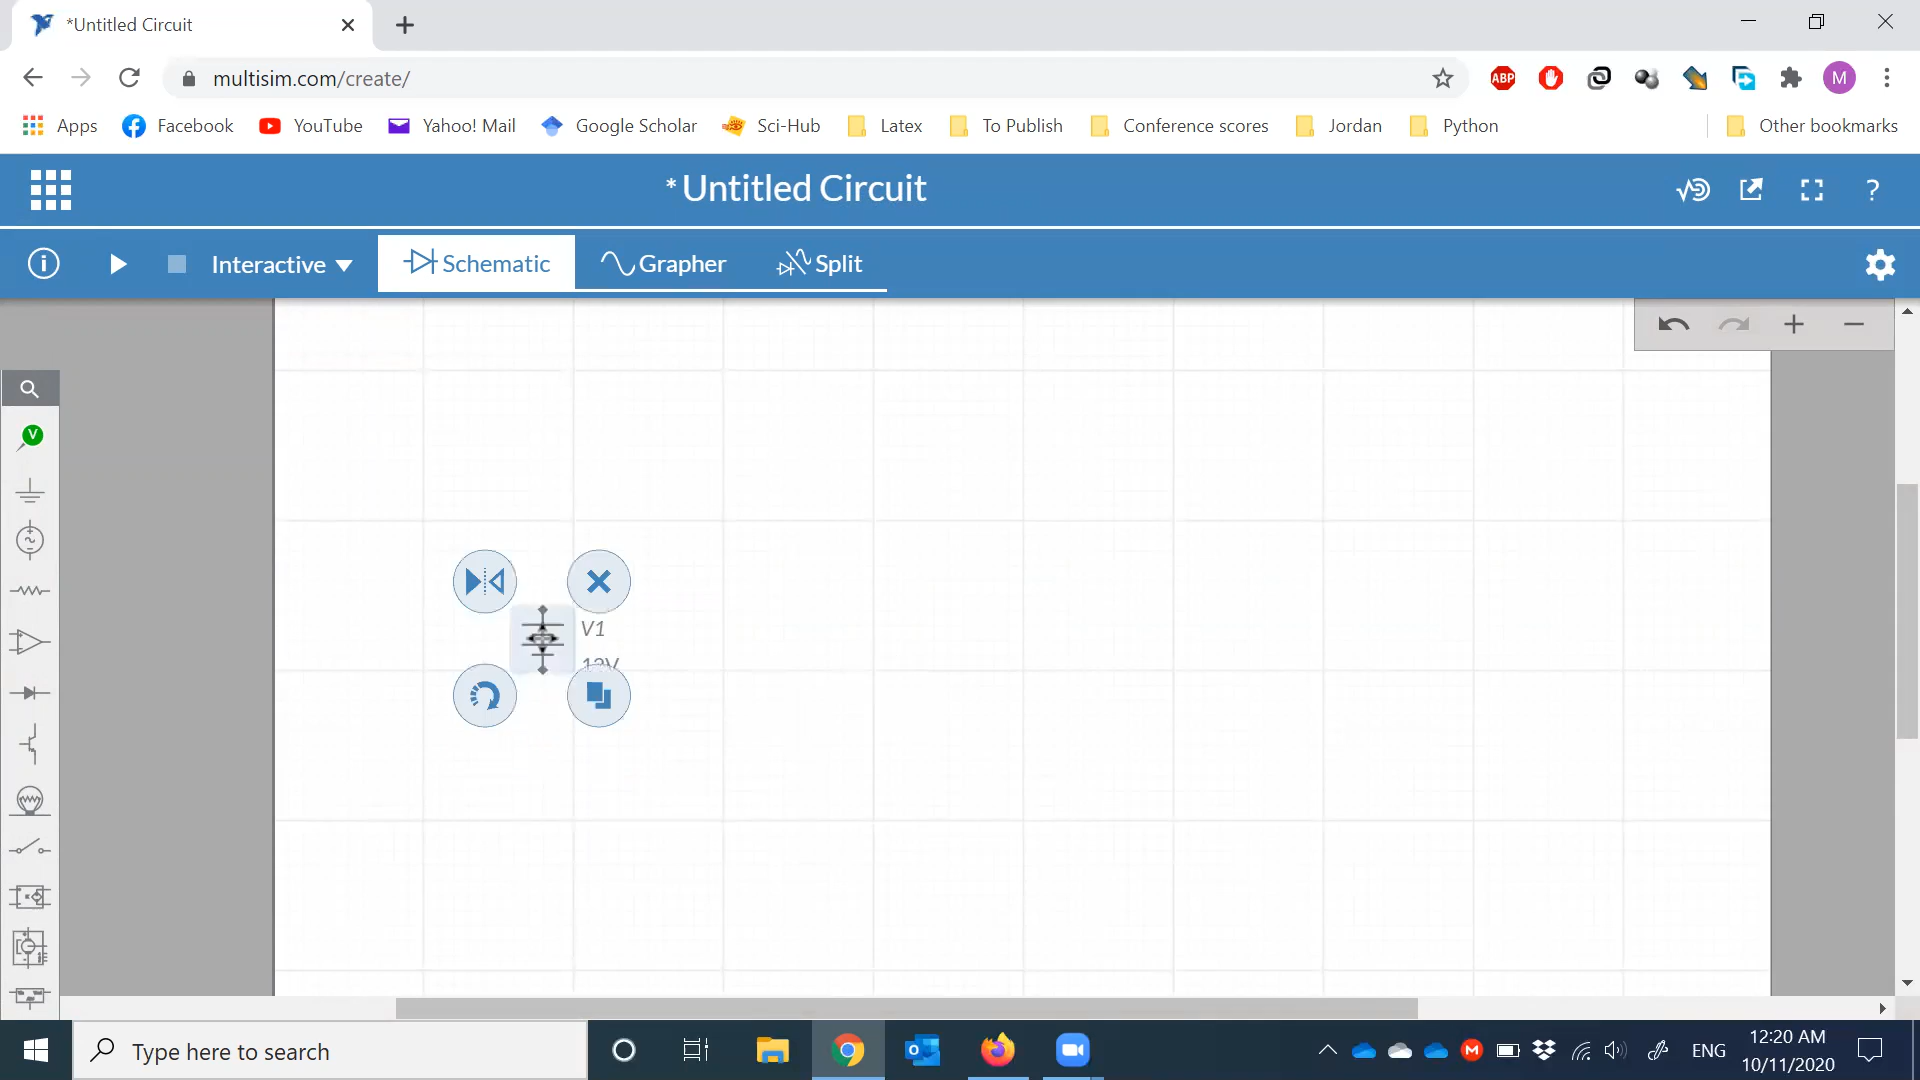 *Untitled Circuit
multisim.com/create/
ABP
M
Apps
Facebook
YouTube
Yahoo! Mail
Google Scholar
Sci-Hub
Latex
To Publish
Conference scores
Jordan
Python
Other bookmarks
* Untitled Circuit
?
Interactive
Schematic
Grapher
Split
V
V1
12V
Type here to search
M
ENG
12:20 AM
10/11/2020